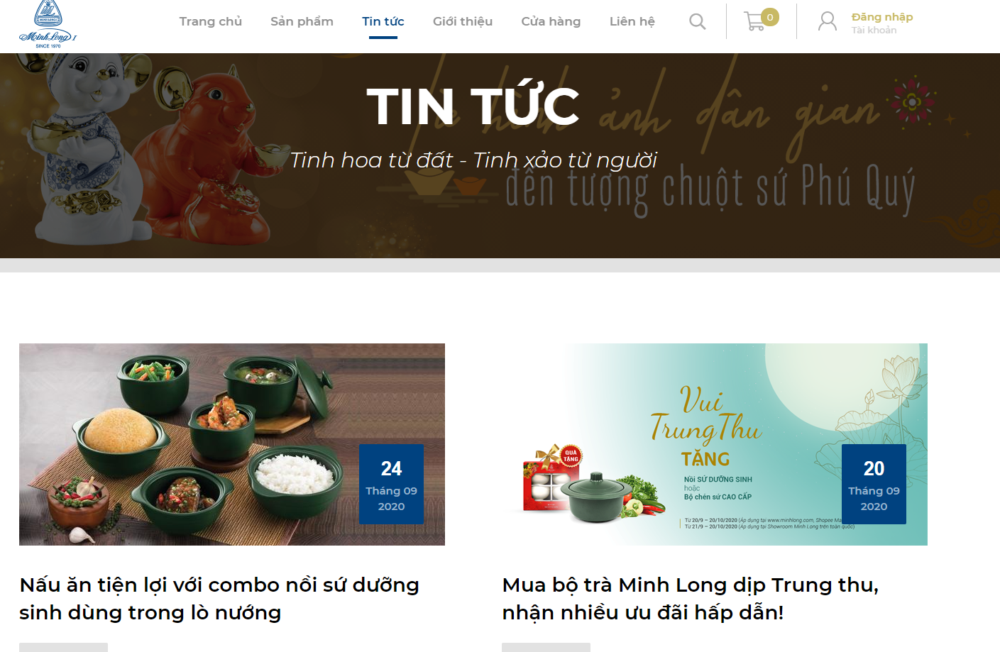 MINH LONG I
Minh Long I
SINCE 1970
Trang chủ
Sản phẩm
Tin tức
Giới thiệu
Cửa hàng
Liên hệ
0
Đăng nhập
Tài khoản
TIN TỨC
hình ảnh dân gian
Tinh hoa từ đất - Tinh xảo từ người
đến tượng chuột sứ Phú Quý
24
Tháng 09
2020
Vui
Trung Thu
TẶNG
QUÀ
TẶNG
Nồi SỨ DƯỠNG SINH
hoặc
Bộ chén sứ CAO CẤP
Từ 20/9 – 20/10/2020 (Áp dụng tại www.minhlong.com, Shopee
Từ 21/9 – 20/10/2020 (Áp dụng tại Showroom Minh Long trên toàn quốc)
20
Tháng 09
2020
Nấu ăn tiện lợi với combo nồi sứ dưỡng
sinh dùng trong lò nướng
Mua bộ trà Minh Long dịp Trung thu,
nhận nhiều ưu đãi hấp dẫn!